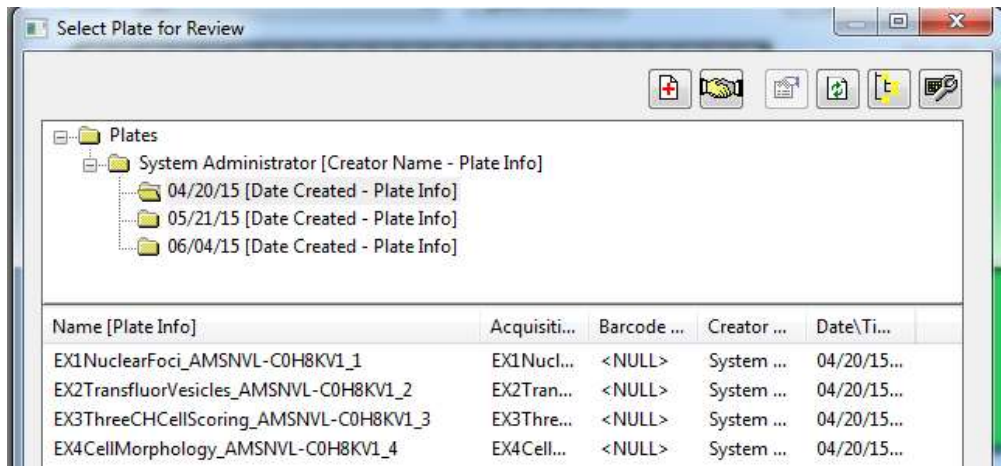 Select Plate for Review
Plates
System Administrator [Creator Name - Plate Info]
04/20/15 [Date Created - Plate Info]
05/21/15 [Date Created - Plate Info]
06/04/15 [Date Created - Plate Info]
Name [Plate Info] Acquisiti... Barcode ... Creator ... Date\Ti...
EX1NuclearFoci_AMSNVL-C0H8KV1_1 EX1Nucl... <NULL> System ... 04/20/15...
EX2TransfluorVesicles_AMSNVL-C0H8KV1_2 EX2Tran... <NULL> System ... 04/20/15...
EX3ThreeCHCellScoring_AMSNVL-C0H8KV1_3 EX3Thre... <NULL> System ... 04/20/15...
EX4CellMorphology_AMSNVL-C0H8KV1_4 EX4Cell... <NULL> System ... 04/20/15...